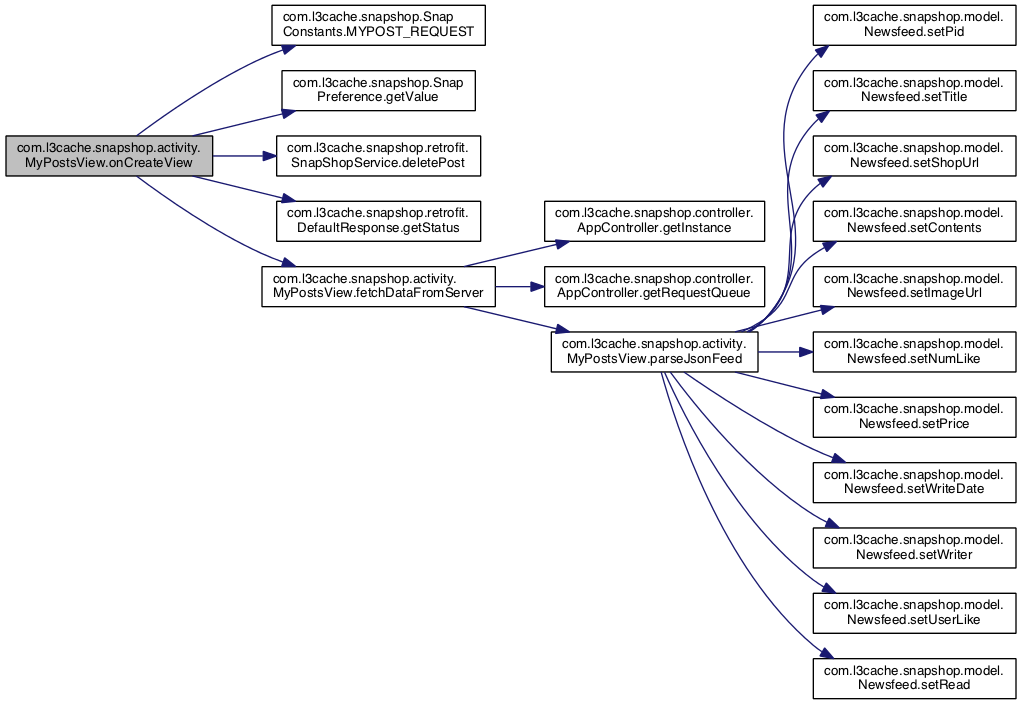 com.l3cache.snapshop.activity.
MyPostsView.onCreateView
com.l3cache.snapshop.Snap
Constants.MYPOST_REQUEST
com.l3cache.snapshop.Snap
Preference.getValue
com.l3cache.snapshop.retrofit.
SnapShopService.deletePost
com.l3cache.snapshop.retrofit.
DefaultResponse.getStatus
com.l3cache.snapshop.activity.
MyPostsView.fetchDataFromServer
com.l3cache.snapshop.controller.
AppController.getInstance
com.l3cache.snapshop.controller.
AppController.getRequestQueue
com.l3cache.snapshop.activity.
MyPostsView.parseJsonFeed
com.l3cache.snapshop.model.
Newsfeed.setPid
com.l3cache.snapshop.model.
Newsfeed.setTitle
com.l3cache.snapshop.model.
Newsfeed.setShopUrl
com.l3cache.snapshop.model.
Newsfeed.setContents
com.l3cache.snapshop.model.
Newsfeed.setImageUrl
com.l3cache.snapshop.model.
Newsfeed.setNumLike
com.l3cache.snapshop.model.
Newsfeed.setPrice
com.l3cache.snapshop.model.
Newsfeed.setWriteDate
com.l3cache.snapshop.model.
Newsfeed.setWriter
com.l3cache.snapshop.model.
Newsfeed.setUserLike
com.l3cache.snapshop.model.
Newsfeed.setRead